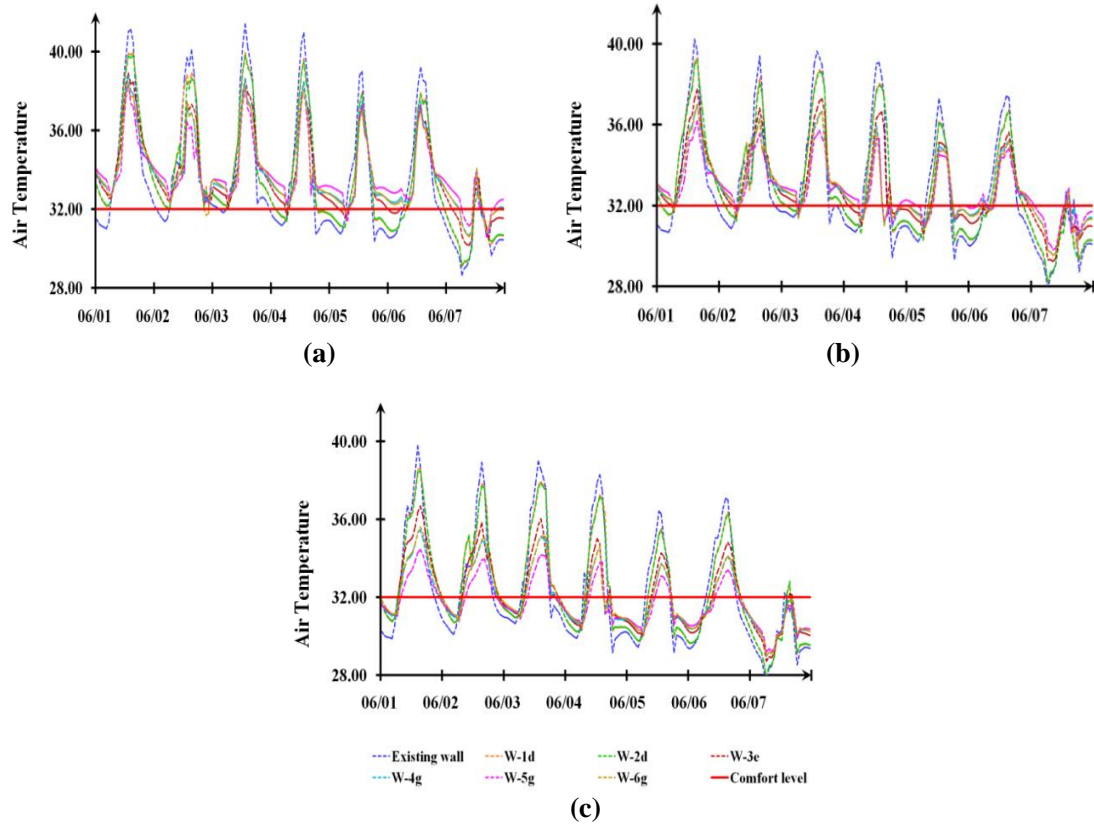 Air Temperature
40.00
36.00
32.00
28.00
06/01 06/02 06/03 06/04 06/05 06/06 06/07
(a)
Air Temperature
40.00
36.00
32.00
28.00
06/01 06/02 06/03 06/04 06/05 06/06 06/07
(b)
Air Temperature
40.00
36.00
32.00
28.00
06/01 06/02 06/03 06/04 06/05 06/06 06/07
Existing wall W-1d W-2d W-3e
W-4g W-5g W-6g Comfort level
(c)